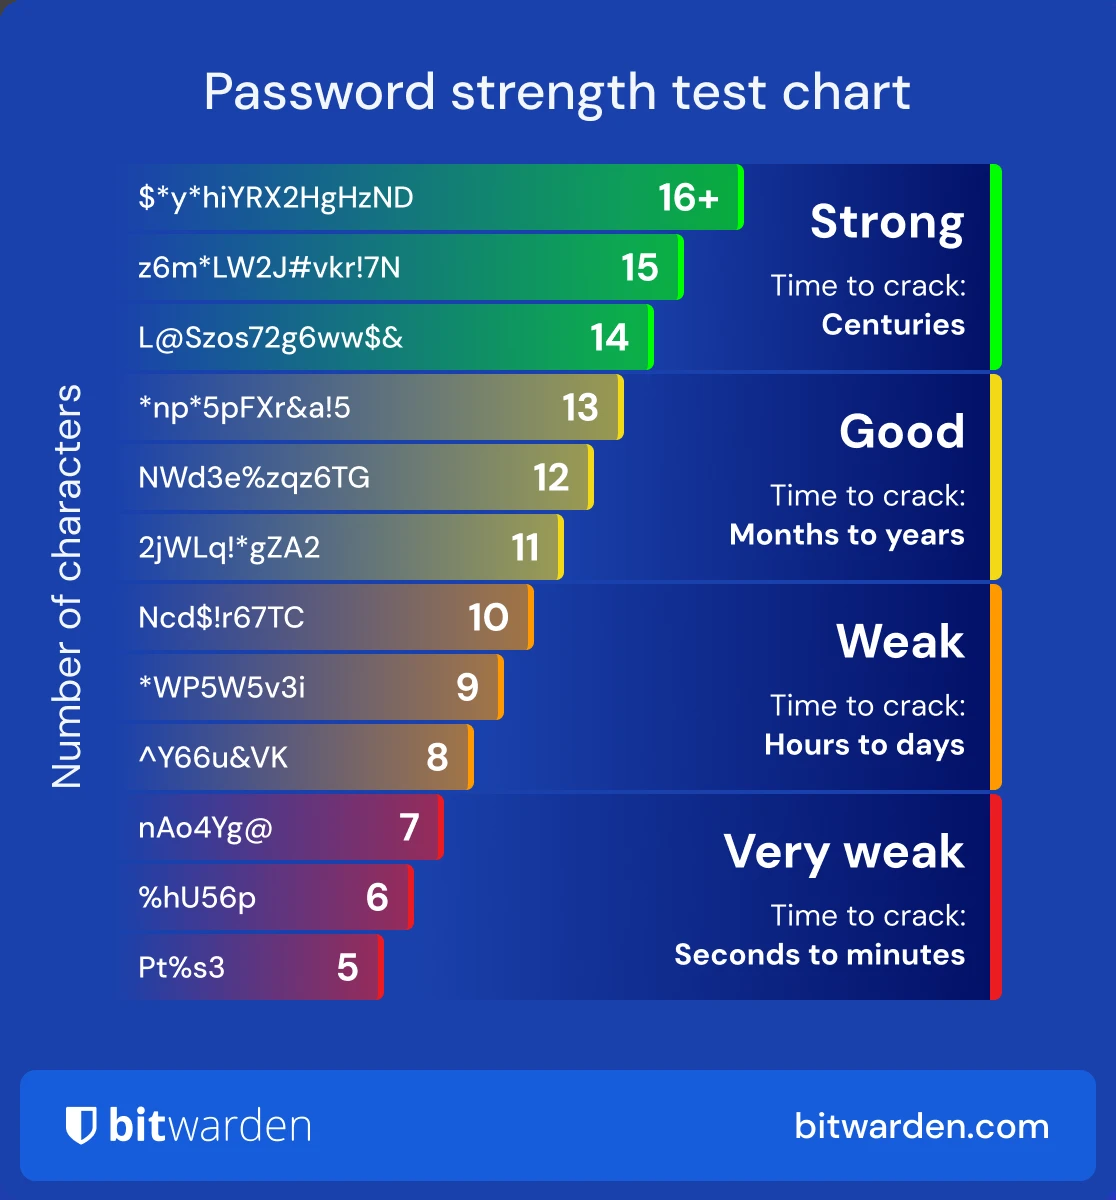 Password strength test chart
Number of characters
$*y*hiYRX2HgHzND 16+
z6m*LW2J#vkr!7N 15
L@Szos72g6ww$& 14
Strong
Time to crack:
Centuries
*np*5pFXr&a!5 13
NWd3e%zqz6TG 12
2jWLq!*gZA2 11
Good
Time to crack:
Months to years
Ncd$!r67TC 10
*WP5W5v3i 9
^Y66u&VK 8
Weak
Time to crack:
Hours to days
nAo4Yg@ 7
%hU56p 6
Pt%s3 5
Very weak
Time to crack:
Seconds to minutes
bitwarden
bitwarden.com